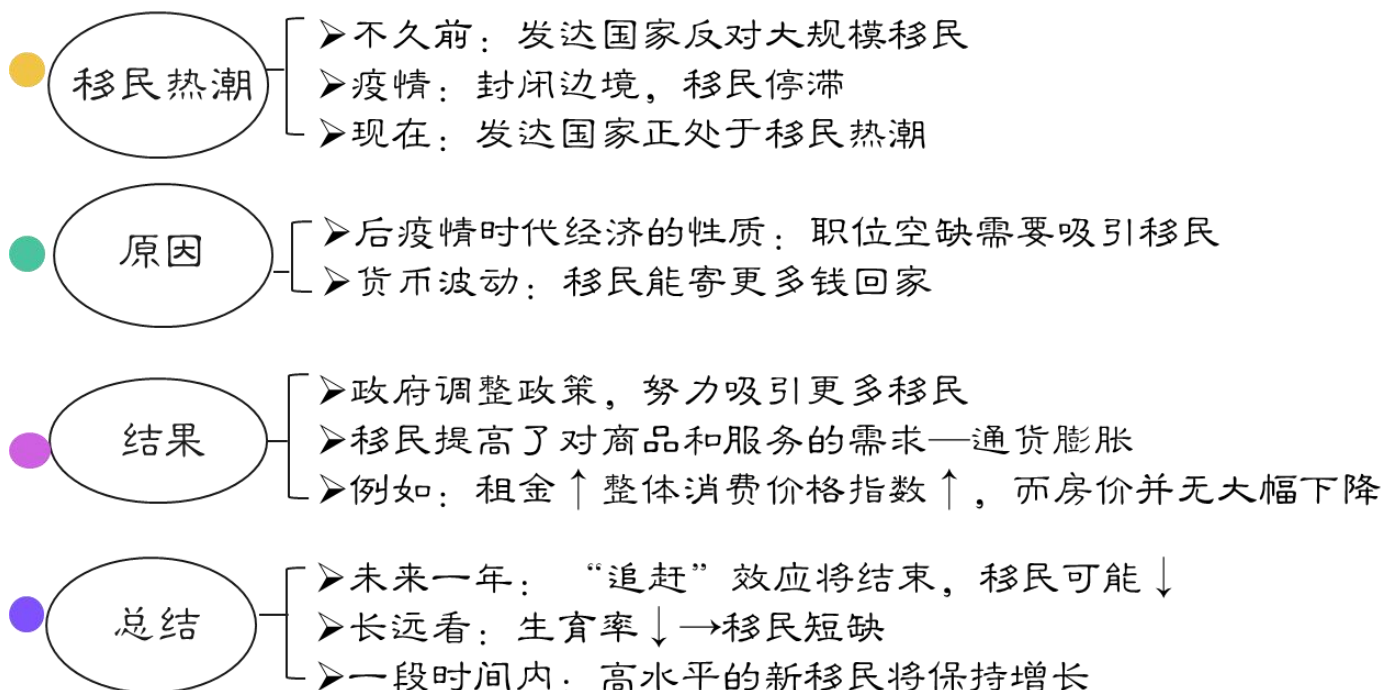 移民热潮
➢不久前：发达国家反对大规模移民
➢疫情：封闭边境，移民停滞
➢现在：发达国家正处于移民热潮
原因
➢后疫情时代经济的性质：职位空缺需要吸引移民
➢货币波动：移民能寄更多钱回家
结果
➢政府调整政策，努力吸引更多移民
➢移民提高了对商品和服务的需求—通货膨胀
➢例如：租金↑整体消费价格指数↑，而房价并无大幅下降
总结
➢未来一年：“追赶”效应将结束，移民可能↓
➢长远看：生育率↓→移民短缺
➢一段时间内：高水平的新移民将保持增长